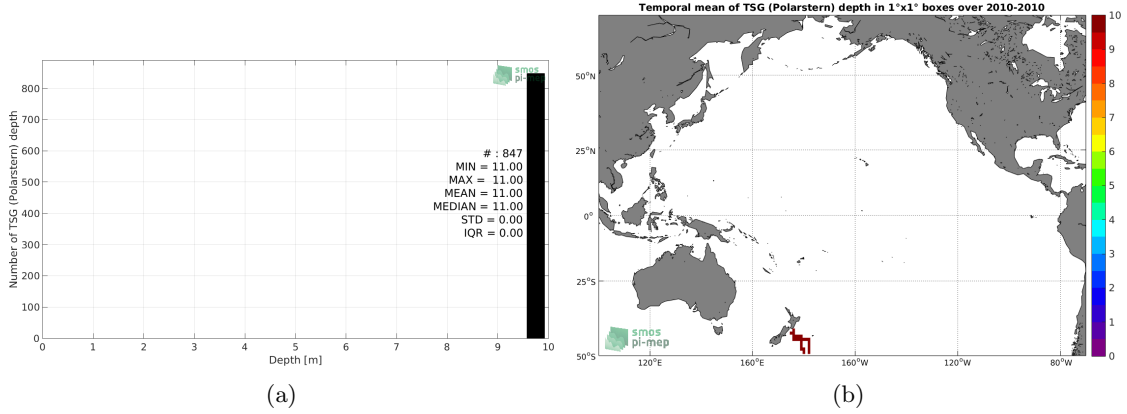 Temporal mean of TSG (Polarstern) depth in 1°x1° boxes over 2010-2010
smos
pi-mep
Number of TSG (Polarstern) depth
800
700
600
500
400
300
200
100
0
# : 847
MIN = 11.00
MAX = 11.00
MEAN = 11.00
MEDIAN = 11.00
STD = 0.00
IQR = 0.00
0 1 2 3 4 5 6 7 8 9 10
Depth [m]
(a)
50°N
25°N
0°
25°S
50°S
smos
pi-mep
120°E 160°E 160°W 120°W 80°W
10
9
8
7
6
5
4
3
2
1
0
(b)